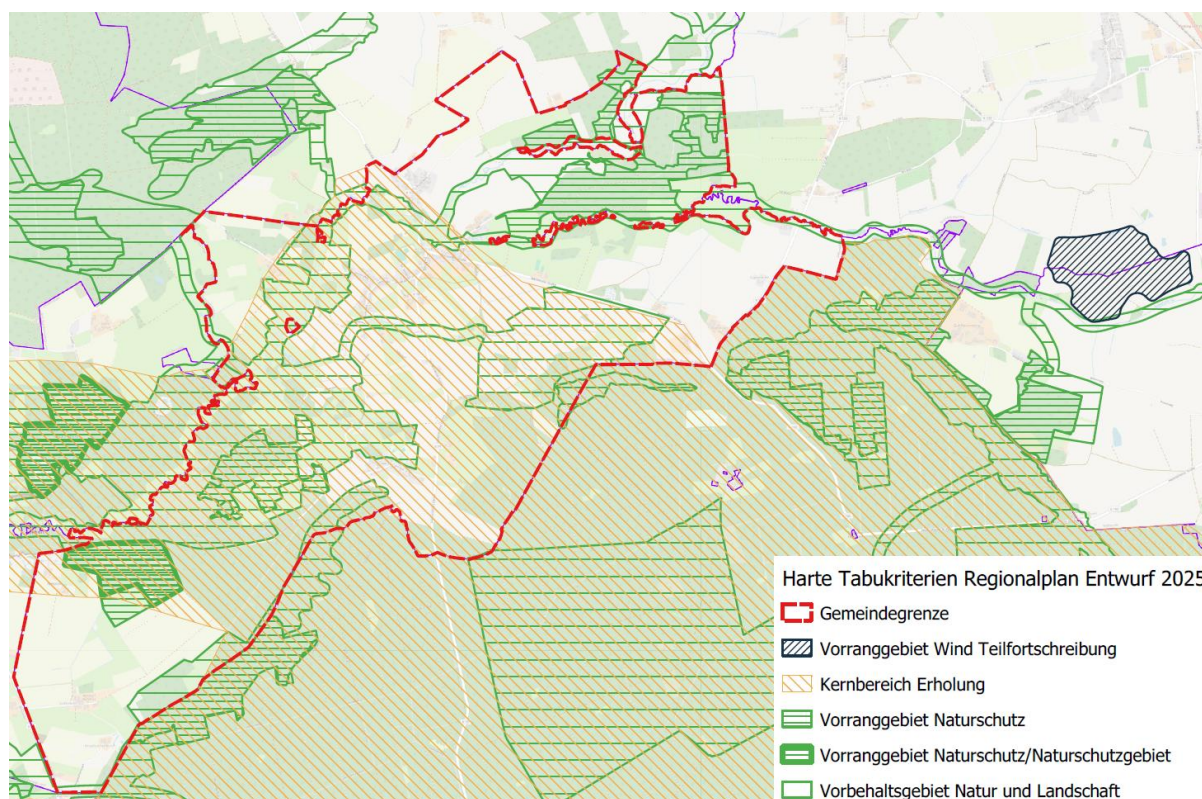 Harte Tabukriterien Regionalplan Entwurf 2025
Gemeindegrenze
Vorranggebiet Wind Teilfortschreibung
Kernbereich Erholung
Vorranggebiet Naturschutz
Vorranggebiet Naturschutz/Naturschutzgebiet
Vorbehaltsgebiet Natur und Landschaft